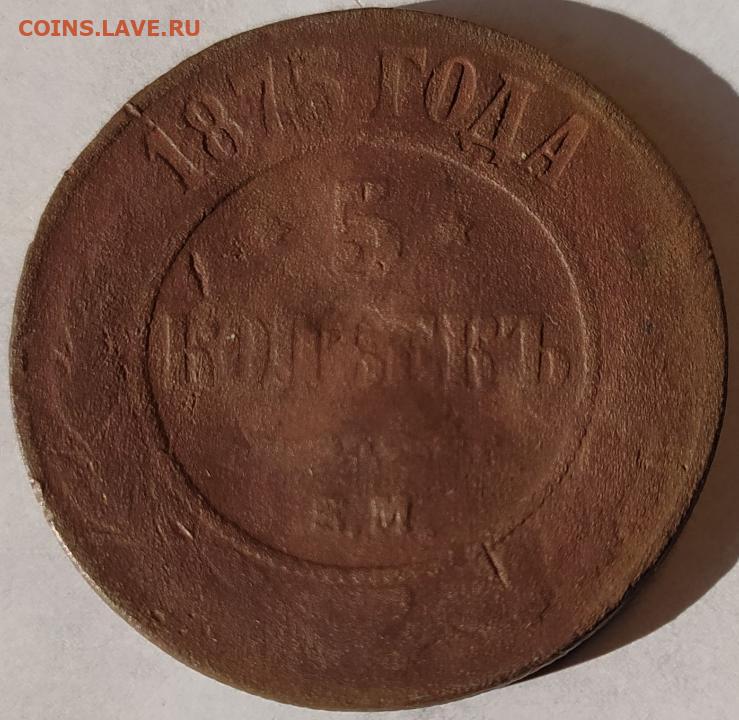 COINS.LAVE.RU
1875 ГОДА
5
КОПѢЕКЪ
Е.М.